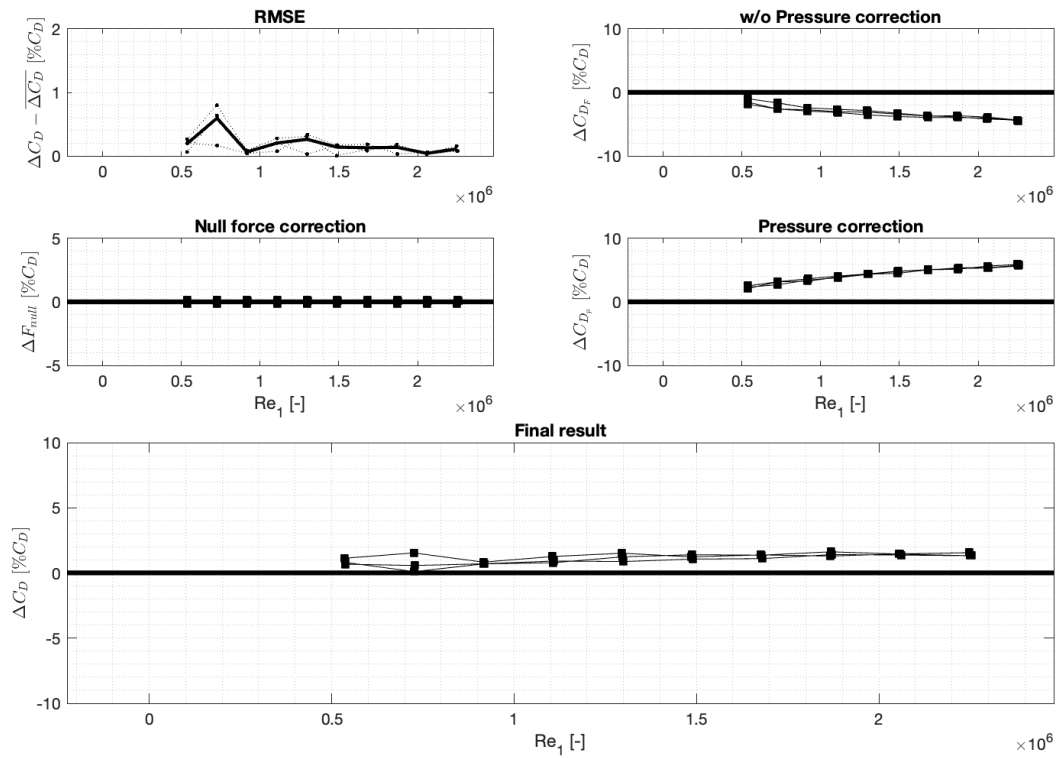 RMSE
2
1
0
ΔC_D − \overline{ΔC_D} [%C_D]
0 0.5 1 1.5 2
×10^6
w/o Pressure correction
10
0
-10
ΔC_{D_F} [%C_D]
0 0.5 1 1.5 2
×10^6
Null force correction
5
0
-5
ΔF_{null} [%C_D]
0 0.5 1 1.5 2
Re_1 [-]
×10^6
Pressure correction
10
0
-10
ΔC_{D_p} [%C_D]
0 0.5 1 1.5 2
Re_1 [-]
×10^6
Final result
10
5
0
-5
-10
ΔC_D [%C_D]
0 0.5 1 1.5 2
Re_1 [-]
×10^6